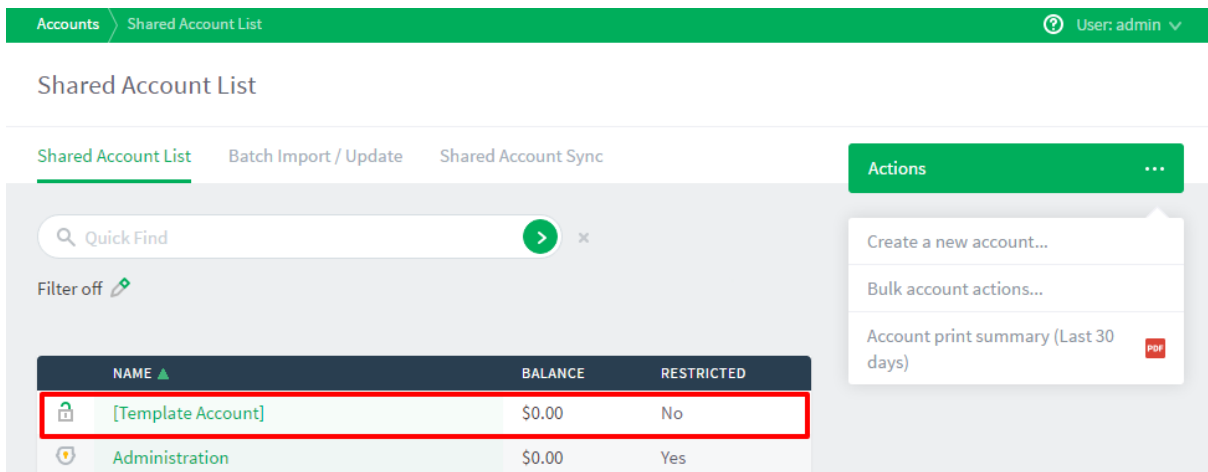 Accounts Shared Account List User: admin
Shared Account List
Shared Account List Batch Import / Update Shared Account Sync
Actions
Quick Find
Filter off
Create a new account...
Bulk account actions...
Account print summary (Last 30
days)
PDF
NAME BALANCE RESTRICTED
[Template Account] $0.00 No
Administration $0.00 Yes